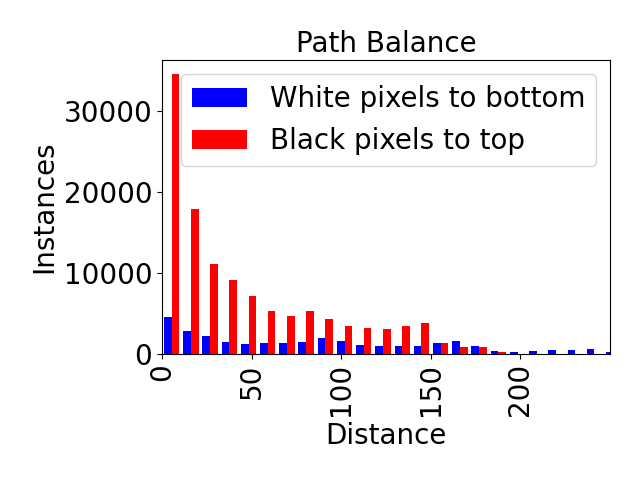 Path Balance
White pixels to bottom
Black pixels to top
Instances
30000
20000
10000
0
0
50
100
150
200
Distance